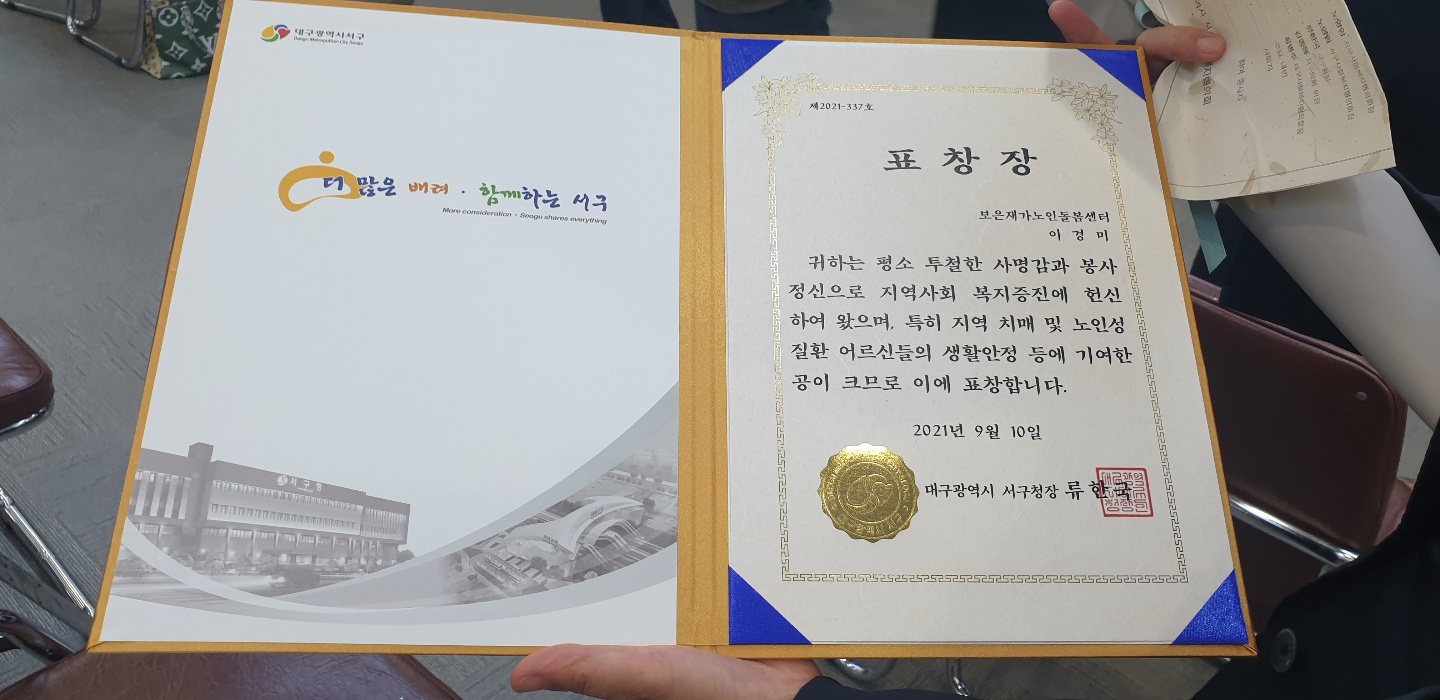 대구광역시서구
Daegu Metropolitan City Seogu
더 많은 배려 · 함께하는 서구
More consideration · Seogu shares everything
서구청
제2021-337호
표 창 장
보은재가노인돌봄센터
이 경 미
귀하는 평소 투철한 사명감과 봉사
정신으로 지역사회 복지증진에 헌신
하여 왔으며, 특히 지역 치매 및 노인성
질환 어르신들의 생활안정 등에 기여한
공이 크므로 이에 표창합니다.
2021년 9월 10일
대구광역시 서구청장 류한국